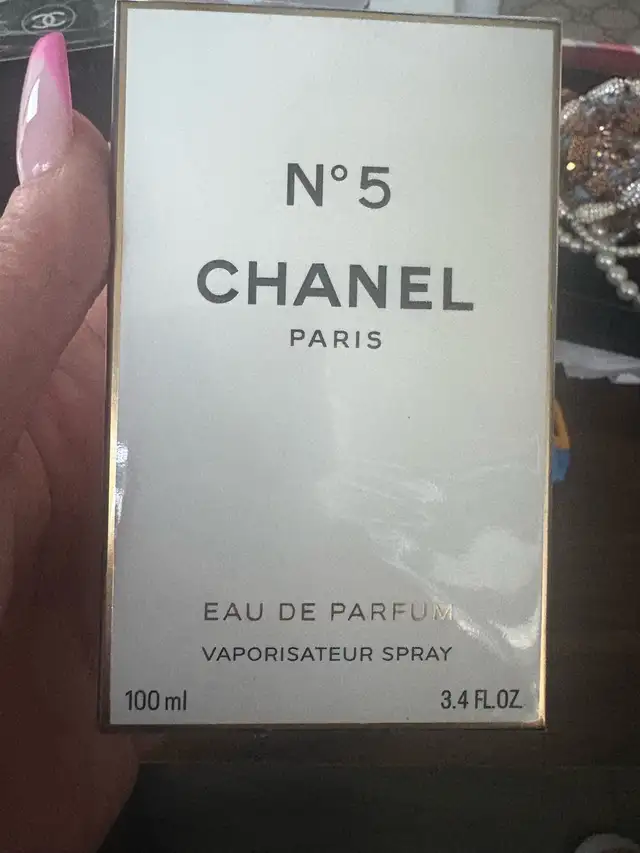 N°5
CHANEL
PARIS
EAU DE PARFUM
VAPORISATEUR SPRAY
100 ml
3.4 FL.OZ.